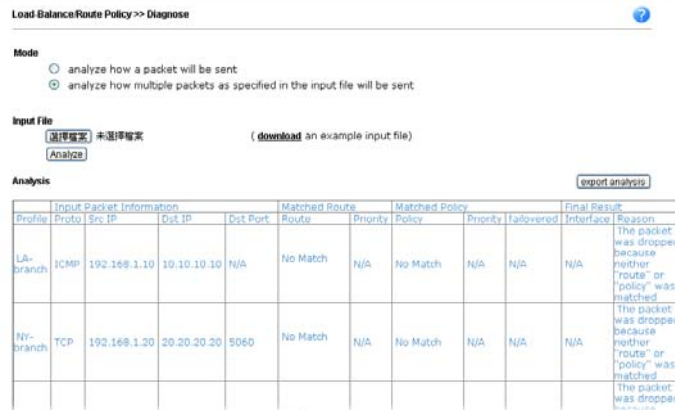 Load-Balance/Route Policy >> Diagnose
Mode
analyze how a packet will be sent
analyze how multiple packets as specified in the input file will be sent
Input File
選擇檔案 未選擇檔案 ( download an example input file)
Analyze
Analysis
export analysis
Input Packet Information Matched Route Matched Policy Final Result
Profile Proto Src IP Dst IP Dst Port Route Priority Policy Priority failovered Interface Reason
LA-branch ICMP 192.168.1.10 10.10.10.10 N/A No Match N/A No Match N/A N/A N/A
The packet
was dropped
because
neither
"route" or
"policy" was
matched
NY-branch TCP 192.168.1.20 20.20.20.20 5060 No Match N/A No Match N/A N/A N/A
The packet
was dropped
because
neither
"route" or
"policy" was
matched
The packet
was dropped